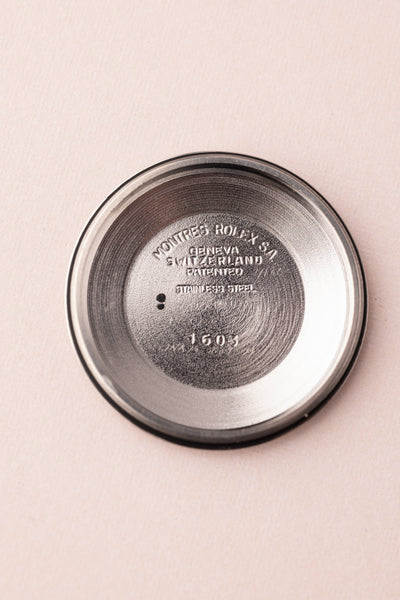 MONTRES ROLEX S.A.
GENEVA
SWITZERLAND
PATENTED
STAINLESS STEEL
1603